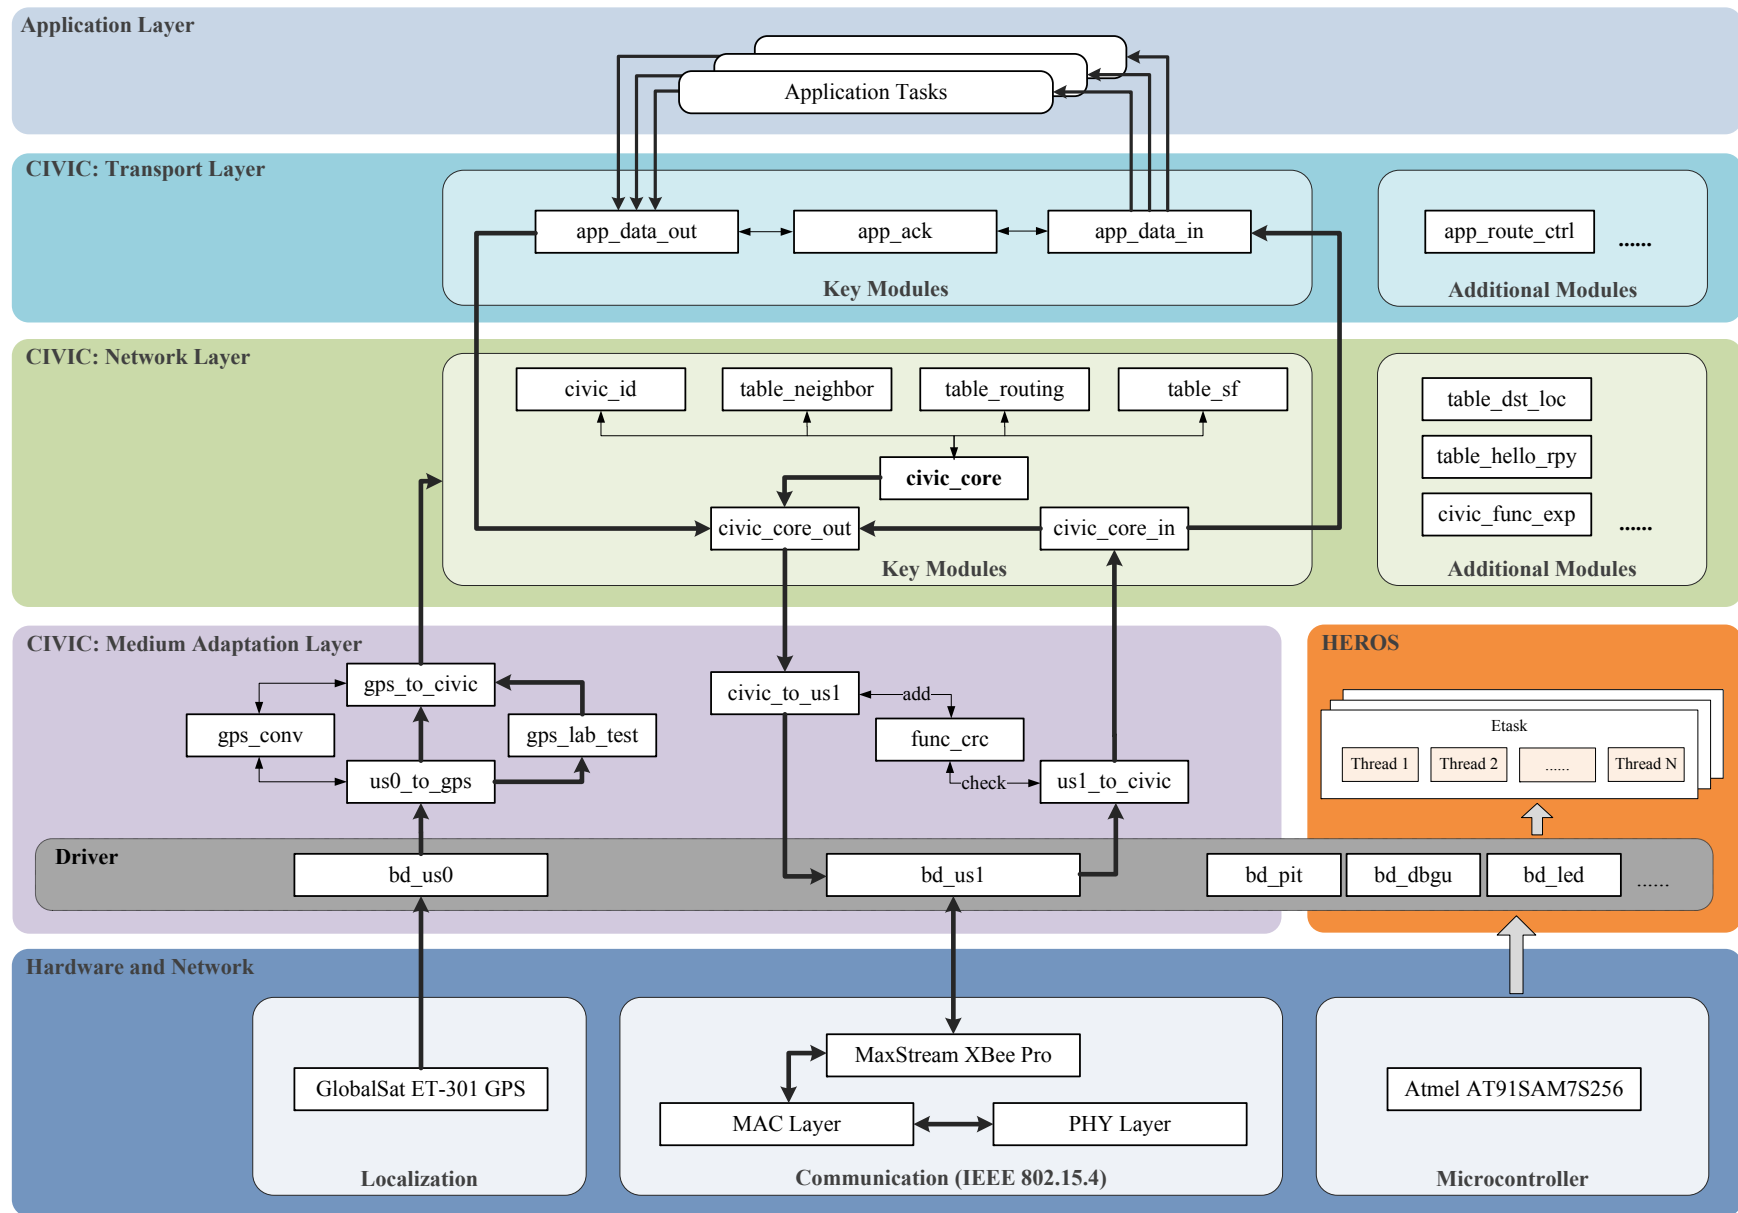 Application Layer
Application Tasks
CIVIC: Transport Layer
app_data_out
app_ack
app_data_in
Key Modules
app_route_ctrl
......
Additional Modules
CIVIC: Network Layer
civic_id
table_neighbor
table_routing
table_sf
civic_core
civic_core_out
civic_core_in
Key Modules
table_dst_loc
table_hello_rpy
civic_func_exp
......
Additional Modules
CIVIC: Medium Adaptation Layer
gps_to_civic
gps_conv
gps_lab_test
us0_to_gps
civic_to_us1
add
func_crc
check
us1_to_civic
HEROS
Etask
Thread 1
Thread 2
......
Thread N
Driver
bd_us0
bd_us1
bd_pit
bd_dbgu
bd_led
......
Hardware and Network
GlobalSat ET-301 GPS
Localization
MaxStream XBee Pro
MAC Layer
PHY Layer
Communication (IEEE 802.15.4)
Atmel AT91SAM7S256
Microcontroller